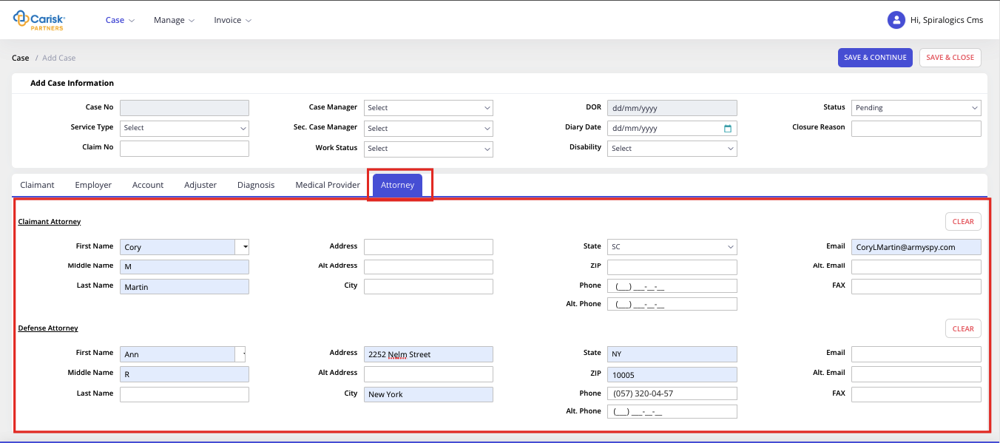 Carisk
PARTNERS
Case Manage Invoice Hi, Spiralogics Cms
Case / Add Case SAVE & CONTINUE SAVE & CLOSE
Add Case Information
Case No Case Manager Select DOR dd/mm/yyyy Status Pending
Service Type Select Sec. Case Manager Select Diary Date dd/mm/yyyy Closure Reason
Claim No Work Status Select Disability Select
Claimant Employer Account Adjuster Diagnosis Medical Provider Attorney
Claimant Attorney CLEAR
First Name Cory Address State SC Email CoryLMartin@armyspy.com
Middle Name M Alt Address ZIP Alt. Email
Last Name Martin City Phone (___) ___-__-__ FAX
Alt. Phone (___) ___-__-__
Defense Attorney CLEAR
First Name Ann Address 2252 Nelm Street State NY Email
Middle Name R Alt Address ZIP 10005 Alt. Email
Last Name City New York Phone (057) 320-04-57 FAX
Alt. Phone (___) ___-__-__